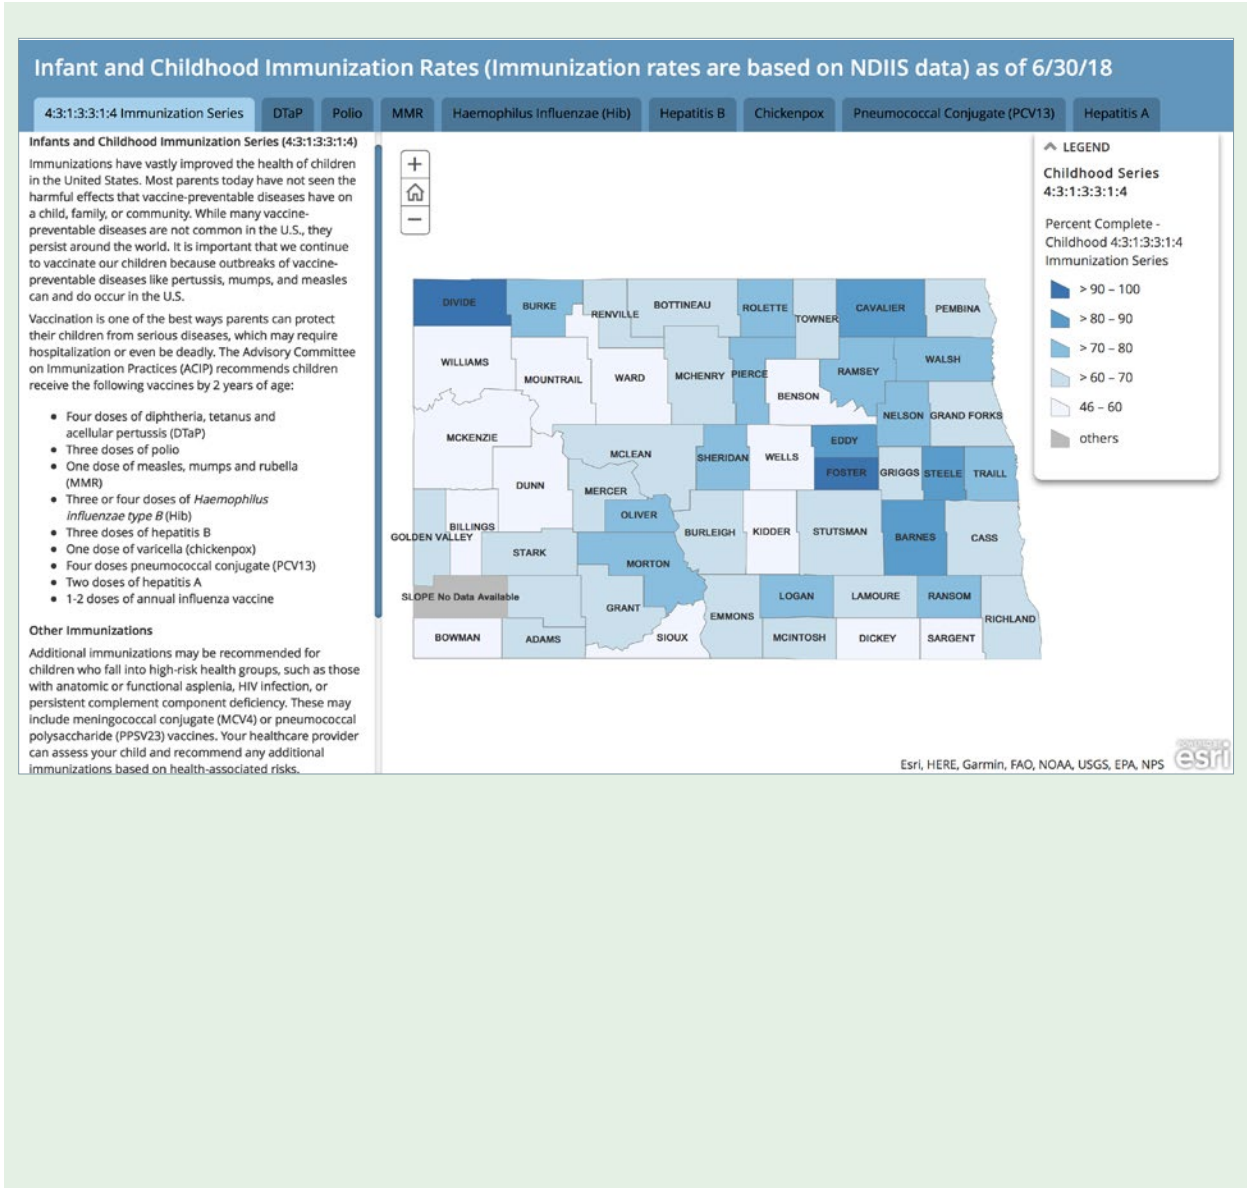 Infant and Childhood Immunization Rates (Immunization rates are based on NDIIS data) as of 6/30/18
4:3:1:3:3:1:4 Immunization Series
DTaP
Polio
MMR
Haemophilus Influenzae (Hib)
Hepatitis B
Chickenpox
Pneumococcal Conjugate (PCV13)
Hepatitis A
Infants and Childhood Immunization Series (4:3:1:3:3:1:4)
Immunizations have vastly improved the health of children
in the United States. Most parents today have not seen the
harmful effects that vaccine-preventable diseases have on
a child, family, or community. While many vaccine-
preventable diseases are not common in the U.S., they
persist around the world. It is important that we continue
to vaccinate our children because outbreaks of vaccine-
preventable diseases like pertussis, mumps, and measles
can and do occur in the U.S.
Vaccination is one of the best ways parents can protect
their children from serious diseases, which may require
hospitalization or even be deadly. The Advisory Committee
on Immunization Practices (ACIP) recommends children
receive the following vaccines by 2 years of age:
• Four doses of diphtheria, tetanus and
acellular pertussis (DTaP)
• Three doses of polio
• One dose of measles, mumps and rubella
(MMR)
• Three or four doses of Haemophilus
influenzae type B (Hib)
• Three doses of hepatitis B
• One dose of varicella (chickenpox)
• Four doses pneumococcal conjugate (PCV13)
• Two doses of hepatitis A
• 1-2 doses of annual influenza vaccine
Other Immunizations
Additional immunizations may be recommended for
children who fall into high-risk health groups, such as those
with anatomic or functional asplenia, HIV infection, or
persistent complement component deficiency. These may
include meningococcal conjugate (MCV4) or pneumococcal
polysaccharide (PPSV23) vaccines. Your healthcare provider
can assess your child and recommend any additional
immunizations based on health-associated risks.
+
−
DIVIDE
BURKE
RENVILLE
BOTTINEAU
ROLETTE
TOWNER
CAVALIER
PEMBINA
WILLIAMS
MOUNTRAIL
WARD
MCHENRY
PIERCE
BENSON
RAMSEY
WALSH
NELSON
GRAND FORKS
MCKENZIE
DUNN
MCLEAN
MERCER
SHERIDAN
WELLS
EDDY
FOSTER
GRIGGS
STEELE
TRAILL
GOLDEN VALLEY
BILLINGS
STARK
OLIVER
MORTON
BURLEIGH
KIDDER
STUTSMAN
BARNES
CASS
SLOPE No Data Available
GRANT
EMMONS
LOGAN
LAMOURE
RANSOM
RICHLAND
BOWMAN
ADAMS
SIOUX
MCINTOSH
DICKEY
SARGENT
LEGEND
Childhood Series
4:3:1:3:3:1:4
Percent Complete -
Childhood 4:3:1:3:3:1:4
Immunization Series
> 90 – 100
> 80 – 90
> 70 – 80
> 60 – 70
46 – 60
others
Esri, HERE, Garmin, FAO, NOAA, USGS, EPA, NPS
esri